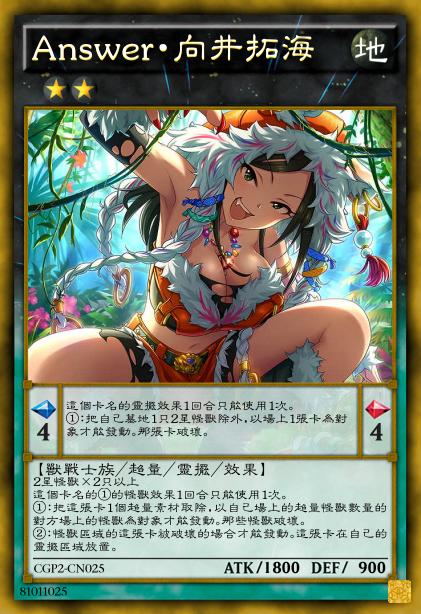 Answer・向井拓海
地
這個卡名的靈擺效果1回合只能使用1次。
①:把自己墓地1只2星怪獸除外,以場上1張卡為對
象才能發動。那張卡破壞。
4
4
【獸戰士族/超量/靈擺/效果】
2星怪獸×2只以上
這個卡名的①的怪獸效果1回合只能使用1次。
①:把這張卡1個超量素材取除,以自己場上的超量怪獸數量的
對方場上的怪獸為對象才能發動。那些怪獸破壞。
②:怪獸區域的這張卡被破壞的場合才能發動。這張卡在自己的
靈擺區域放置。
CGP2-CN025
ATK/1800 DEF/ 900
81011025